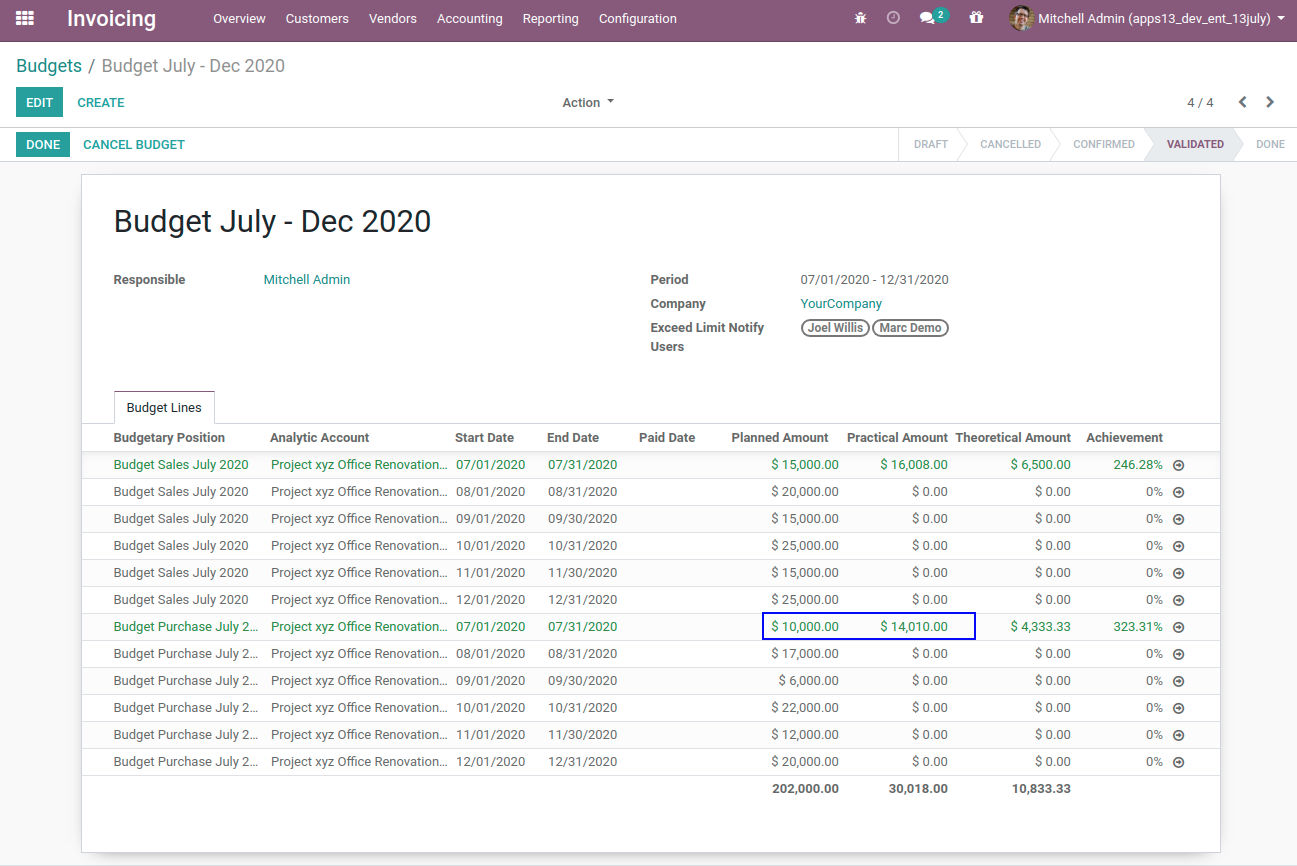 Invoicing Overview Customers Vendors Accounting Reporting Configuration 2 Mitchell Admin (apps13_dev_ent_13july)
Budgets / Budget July - Dec 2020
EDIT CREATE Action 4 / 4
DONE CANCEL BUDGET DRAFT CANCELLED CONFIRMED VALIDATED DONE
Budget July - Dec 2020
Responsible Mitchell Admin Period 07/01/2020 - 12/31/2020
Company YourCompany
Exceed Limit Notify Joel Willis Marc Demo
Users
Budget Lines
Budgetary Position Analytic Account Start Date End Date Paid Date Planned Amount Practical Amount Theoretical Amount Achievement
Budget Sales July 2020 Project xyz Office Renovation... 07/01/2020 07/31/2020 $ 15,000.00 $ 16,008.00 $ 6,500.00 246.28%
Budget Sales July 2020 Project xyz Office Renovation... 08/01/2020 08/31/2020 $ 20,000.00 $ 0.00 $ 0.00 0%
Budget Sales July 2020 Project xyz Office Renovation... 09/01/2020 09/30/2020 $ 15,000.00 $ 0.00 $ 0.00 0%
Budget Sales July 2020 Project xyz Office Renovation... 10/01/2020 10/31/2020 $ 25,000.00 $ 0.00 $ 0.00 0%
Budget Sales July 2020 Project xyz Office Renovation... 11/01/2020 11/30/2020 $ 15,000.00 $ 0.00 $ 0.00 0%
Budget Sales July 2020 Project xyz Office Renovation... 12/01/2020 12/31/2020 $ 25,000.00 $ 0.00 $ 0.00 0%
Budget Purchase July 2... Project xyz Office Renovation... 07/01/2020 07/31/2020 $ 10,000.00 $ 14,010.00 $ 4,333.33 323.31%
Budget Purchase July 2... Project xyz Office Renovation... 08/01/2020 08/31/2020 $ 17,000.00 $ 0.00 $ 0.00 0%
Budget Purchase July 2... Project xyz Office Renovation... 09/01/2020 09/30/2020 $ 6,000.00 $ 0.00 $ 0.00 0%
Budget Purchase July 2... Project xyz Office Renovation... 10/01/2020 10/31/2020 $ 22,000.00 $ 0.00 $ 0.00 0%
Budget Purchase July 2... Project xyz Office Renovation... 11/01/2020 11/30/2020 $ 12,000.00 $ 0.00 $ 0.00 0%
Budget Purchase July 2... Project xyz Office Renovation... 12/01/2020 12/31/2020 $ 20,000.00 $ 0.00 $ 0.00 0%
202,000.00 30,018.00 10,833.33